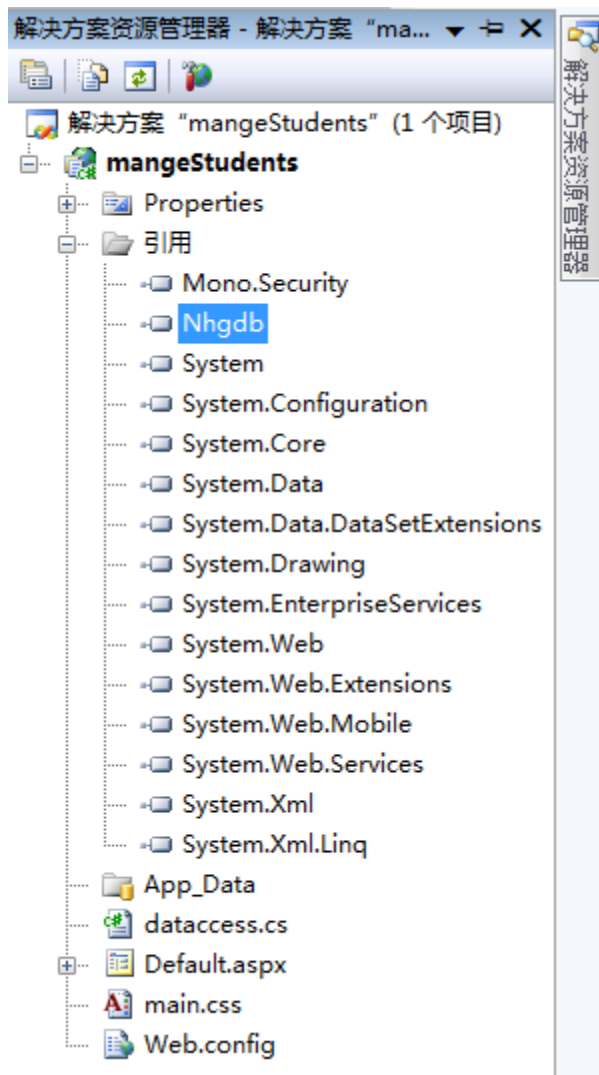 解决方案资源管理器 - 解决方案 "ma...
解决方案 "mangeStudents" (1 个项目)
mangeStudents
Properties
引用
Mono.Security
Nhgdb
System
System.Configuration
System.Core
System.Data
System.Data.DataSetExtensions
System.Drawing
System.EnterpriseServices
System.Web
System.Web.Extensions
System.Web.Mobile
System.Web.Services
System.Xml
System.Xml.Linq
App_Data
dataaccess.cs
Default.aspx
main.css
Web.config
解决方案资源管理器